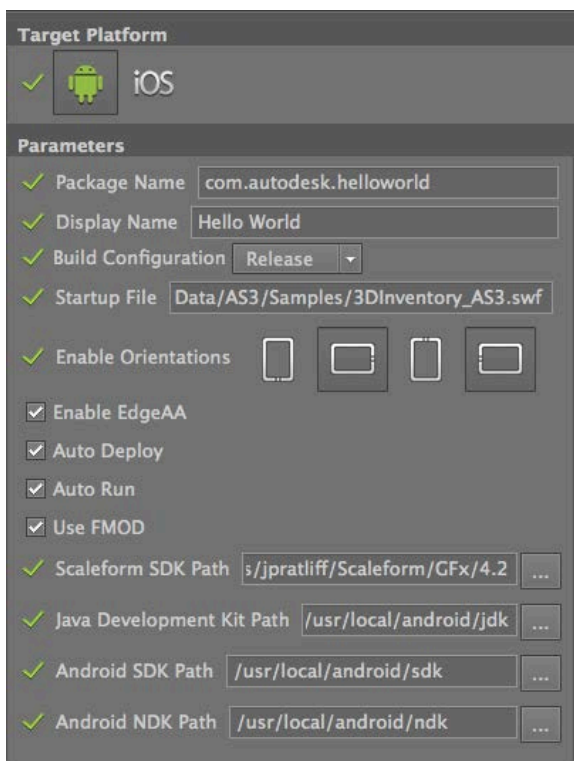 Target Platform
iOS
Parameters
Package Name com.autodesk.helloworld
Display Name Hello World
Build Configuration Release
Startup File Data/AS3/Samples/3DInventory_AS3.swf
Enable Orientations
Enable EdgeAA
Auto Deploy
Auto Run
Use FMOD
Scaleform SDK Path s/jpratliff/Scaleform/GFx/4.2 ...
Java Development Kit Path /usr/local/android/jdk ...
Android SDK Path /usr/local/android/sdk ...
Android NDK Path /usr/local/android/ndk ...